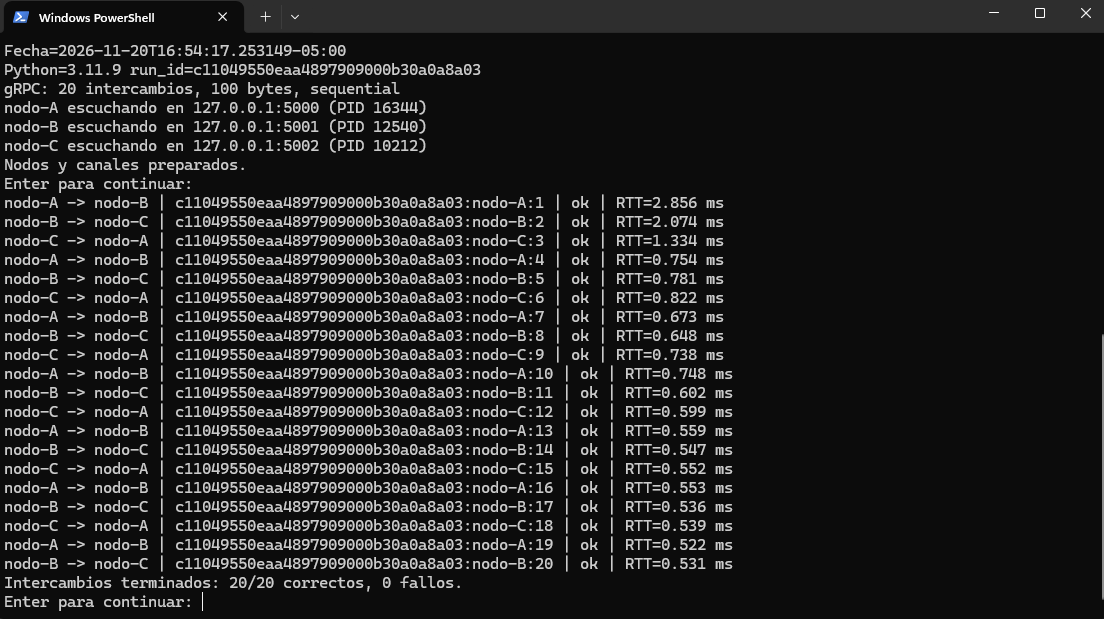 Windows PowerShell
Fecha=2026-11-20T16:54:17.253149-05:00
Python=3.11.9 run_id=c11049550eaa4897909000b30a0a8a03
gRPC: 20 intercambios, 100 bytes, sequential
nodo-A escuchando en 127.0.0.1:5000 (PID 16344)
nodo-B escuchando en 127.0.0.1:5001 (PID 12540)
nodo-C escuchando en 127.0.0.1:5002 (PID 10212)
Nodos y canales preparados.
Enter para continuar:
nodo-A -> nodo-B | c11049550eaa4897909000b30a0a8a03:nodo-A:1 | ok | RTT=2.856 ms
nodo-B -> nodo-C | c11049550eaa4897909000b30a0a8a03:nodo-B:2 | ok | RTT=2.074 ms
nodo-C -> nodo-A | c11049550eaa4897909000b30a0a8a03:nodo-C:3 | ok | RTT=1.334 ms
nodo-A -> nodo-B | c11049550eaa4897909000b30a0a8a03:nodo-A:4 | ok | RTT=0.754 ms
nodo-B -> nodo-C | c11049550eaa4897909000b30a0a8a03:nodo-B:5 | ok | RTT=0.781 ms
nodo-C -> nodo-A | c11049550eaa4897909000b30a0a8a03:nodo-C:6 | ok | RTT=0.822 ms
nodo-A -> nodo-B | c11049550eaa4897909000b30a0a8a03:nodo-A:7 | ok | RTT=0.673 ms
nodo-B -> nodo-C | c11049550eaa4897909000b30a0a8a03:nodo-B:8 | ok | RTT=0.648 ms
nodo-C -> nodo-A | c11049550eaa4897909000b30a0a8a03:nodo-C:9 | ok | RTT=0.738 ms
nodo-A -> nodo-B | c11049550eaa4897909000b30a0a8a03:nodo-A:10 | ok | RTT=0.748 ms
nodo-B -> nodo-C | c11049550eaa4897909000b30a0a8a03:nodo-B:11 | ok | RTT=0.602 ms
nodo-C -> nodo-A | c11049550eaa4897909000b30a0a8a03:nodo-C:12 | ok | RTT=0.599 ms
nodo-A -> nodo-B | c11049550eaa4897909000b30a0a8a03:nodo-A:13 | ok | RTT=0.559 ms
nodo-B -> nodo-C | c11049550eaa4897909000b30a0a8a03:nodo-B:14 | ok | RTT=0.547 ms
nodo-C -> nodo-A | c11049550eaa4897909000b30a0a8a03:nodo-C:15 | ok | RTT=0.552 ms
nodo-A -> nodo-B | c11049550eaa4897909000b30a0a8a03:nodo-A:16 | ok | RTT=0.553 ms
nodo-B -> nodo-C | c11049550eaa4897909000b30a0a8a03:nodo-B:17 | ok | RTT=0.536 ms
nodo-C -> nodo-A | c11049550eaa4897909000b30a0a8a03:nodo-C:18 | ok | RTT=0.539 ms
nodo-A -> nodo-B | c11049550eaa4897909000b30a0a8a03:nodo-A:19 | ok | RTT=0.522 ms
nodo-B -> nodo-C | c11049550eaa4897909000b30a0a8a03:nodo-B:20 | ok | RTT=0.531 ms
Intercambios terminados: 20/20 correctos, 0 fallos.
Enter para continuar: